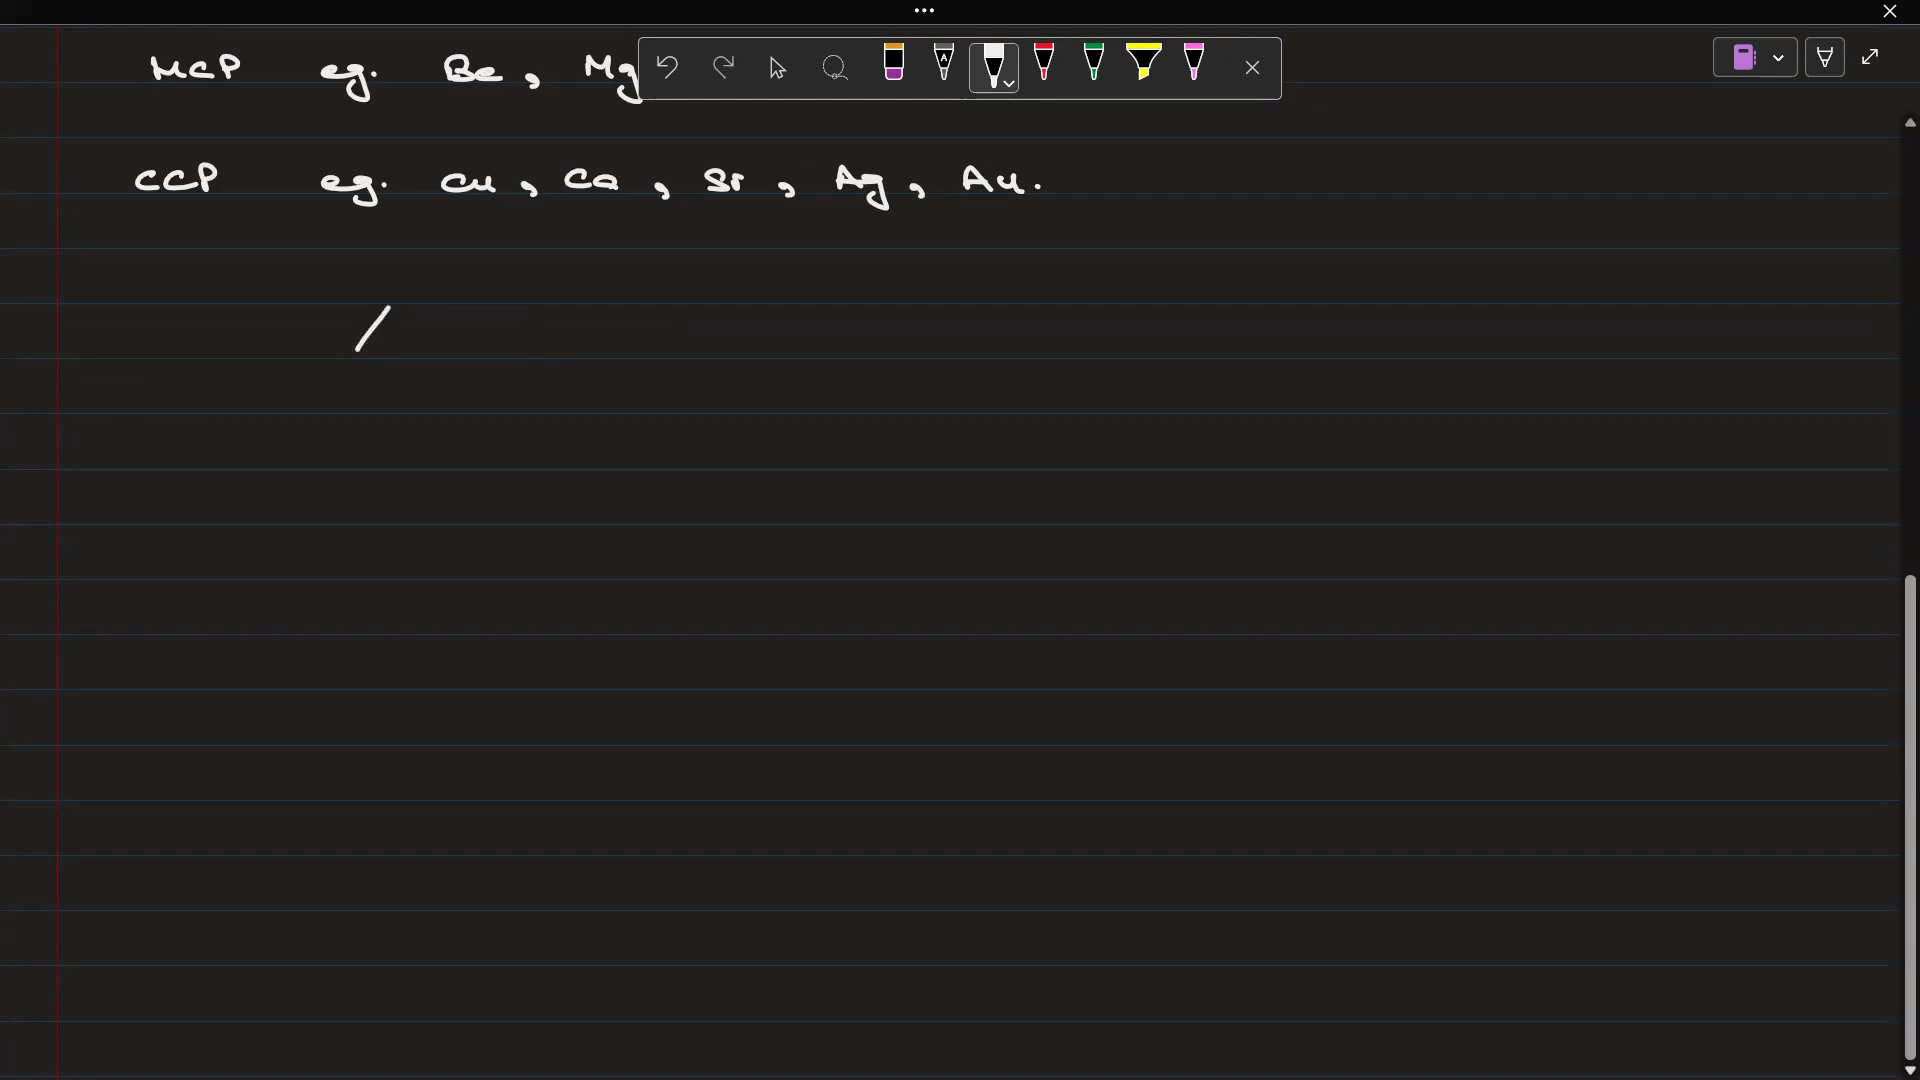 HCP eg. Be, Mg
CCP eg. Cu, Ca, Sr, Ag, Au.